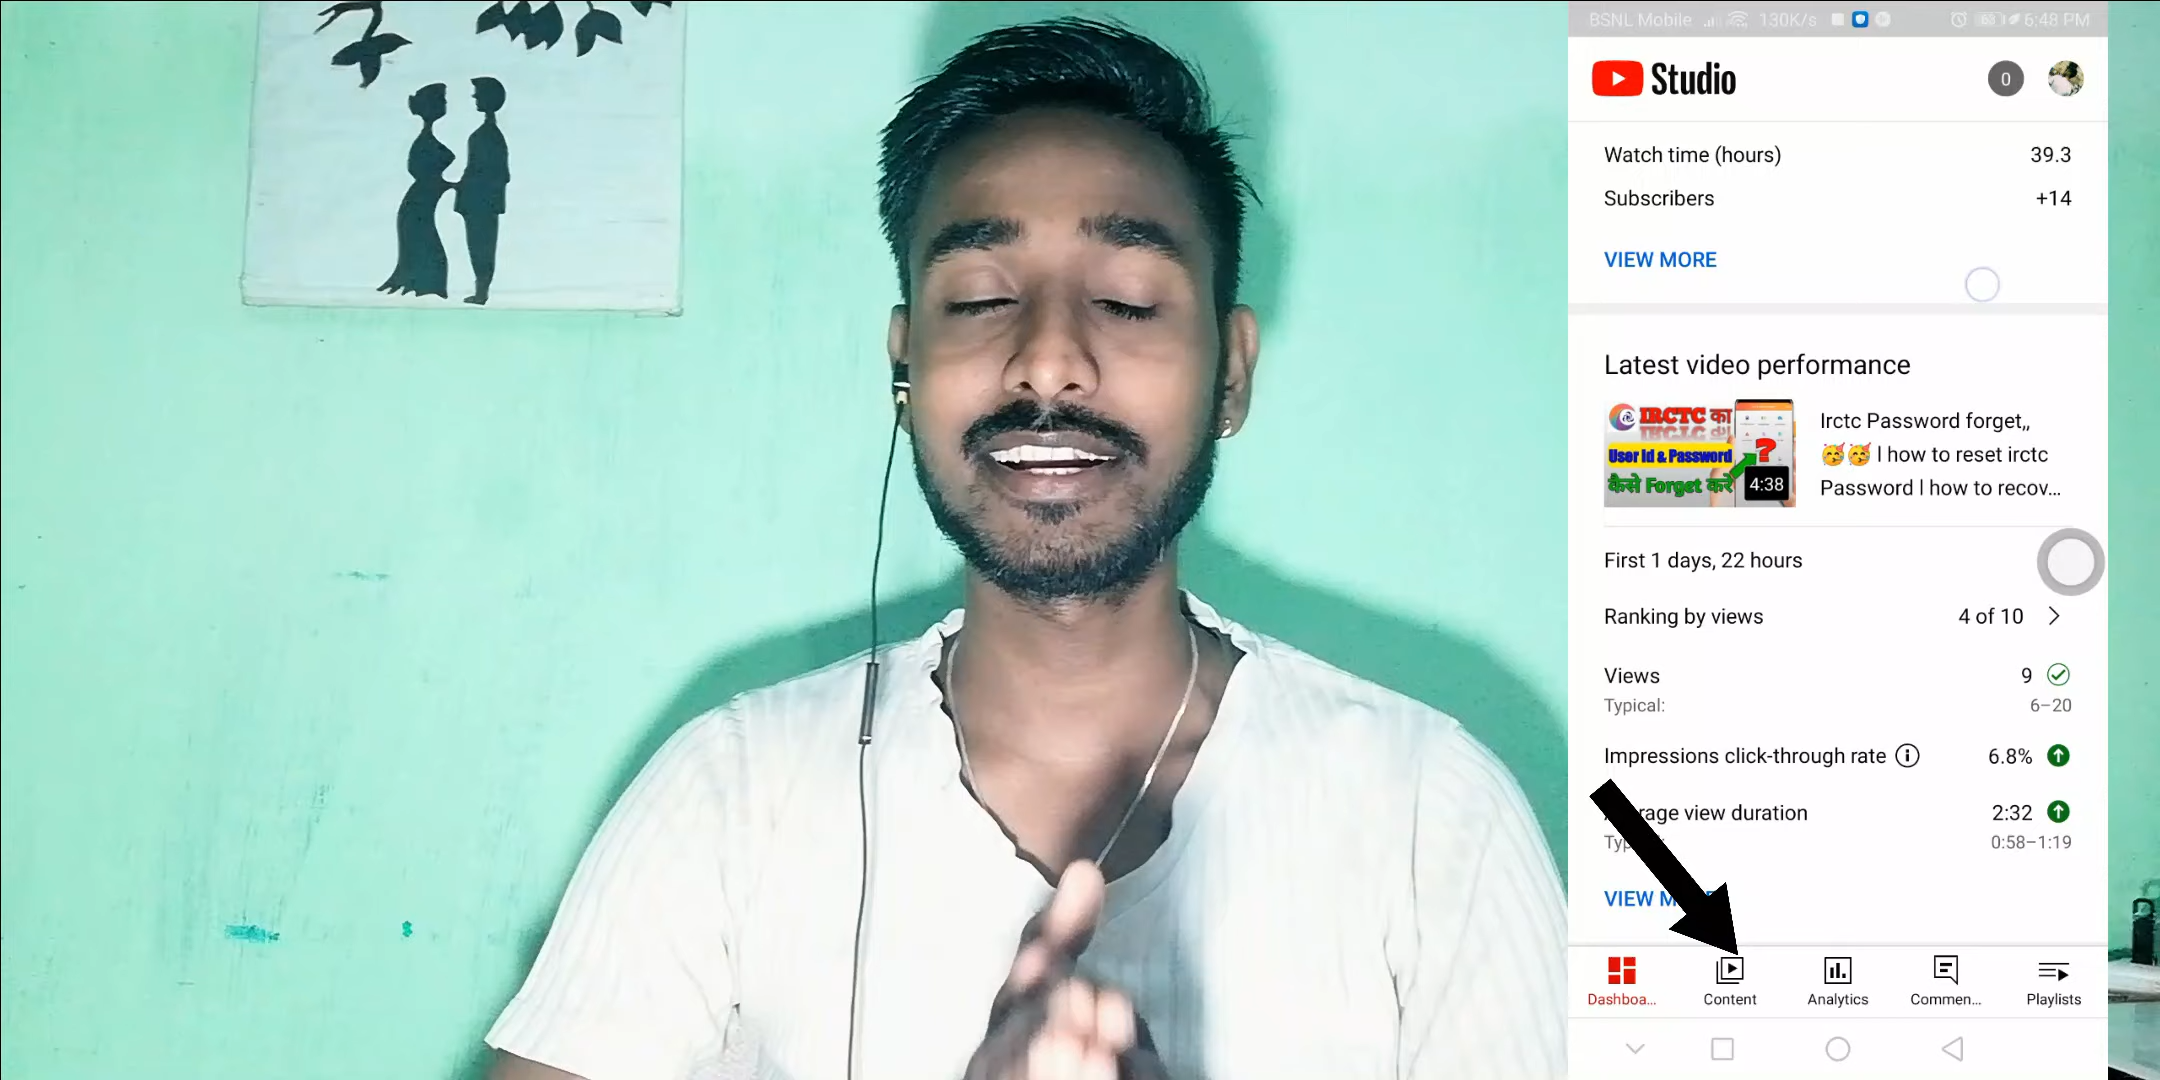 BSNL Mobile 130K/s 68 6:48 PM
Studio
0
Watch time (hours) 39.3
Subscribers +14
VIEW MORE
Latest video performance
IRCTC का
User Id & Password
कैसे Forget करें
?
4:38
Irctc Password forget,,
🥳🥳 l how to reset irctc
Password l how to recov...
First 1 days, 22 hours
Ranking by views 4 of 10
Views 9
Typical: 6–20
Impressions click-through rate 6.8%
rage view duration 2:32
Typ 0:58–1:19
VIEW M
Dashboa... Content Analytics Commen... Playlists